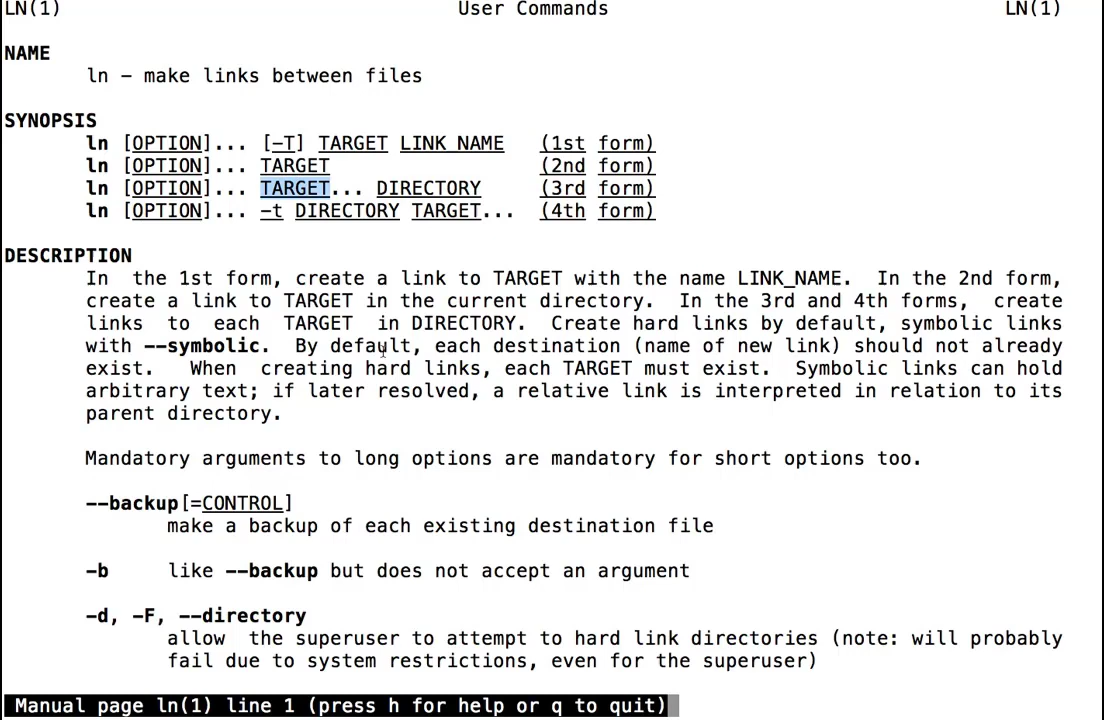 LN(1) User Commands LN(1)
NAME
ln - make links between files
SYNOPSIS
ln [OPTION]... [-T] TARGET LINK_NAME (1st form)
ln [OPTION]... TARGET (2nd form)
ln [OPTION]... TARGET... DIRECTORY (3rd form)
ln [OPTION]... -t DIRECTORY TARGET... (4th form)
DESCRIPTION
In the 1st form, create a link to TARGET with the name LINK_NAME. In the 2nd form,
create a link to TARGET in the current directory. In the 3rd and 4th forms, create
links to each TARGET in DIRECTORY. Create hard links by default, symbolic links
with --symbolic. By default, each destination (name of new link) should not already
exist. When creating hard links, each TARGET must exist. Symbolic links can hold
arbitrary text; if later resolved, a relative link is interpreted in relation to its
parent directory.
Mandatory arguments to long options are mandatory for short options too.
--backup[=CONTROL]
make a backup of each existing destination file
-b like --backup but does not accept an argument
-d, -F, --directory
allow the superuser to attempt to hard link directories (note: will probably
fail due to system restrictions, even for the superuser)
Manual page ln(1) line 1 (press h for help or q to quit)